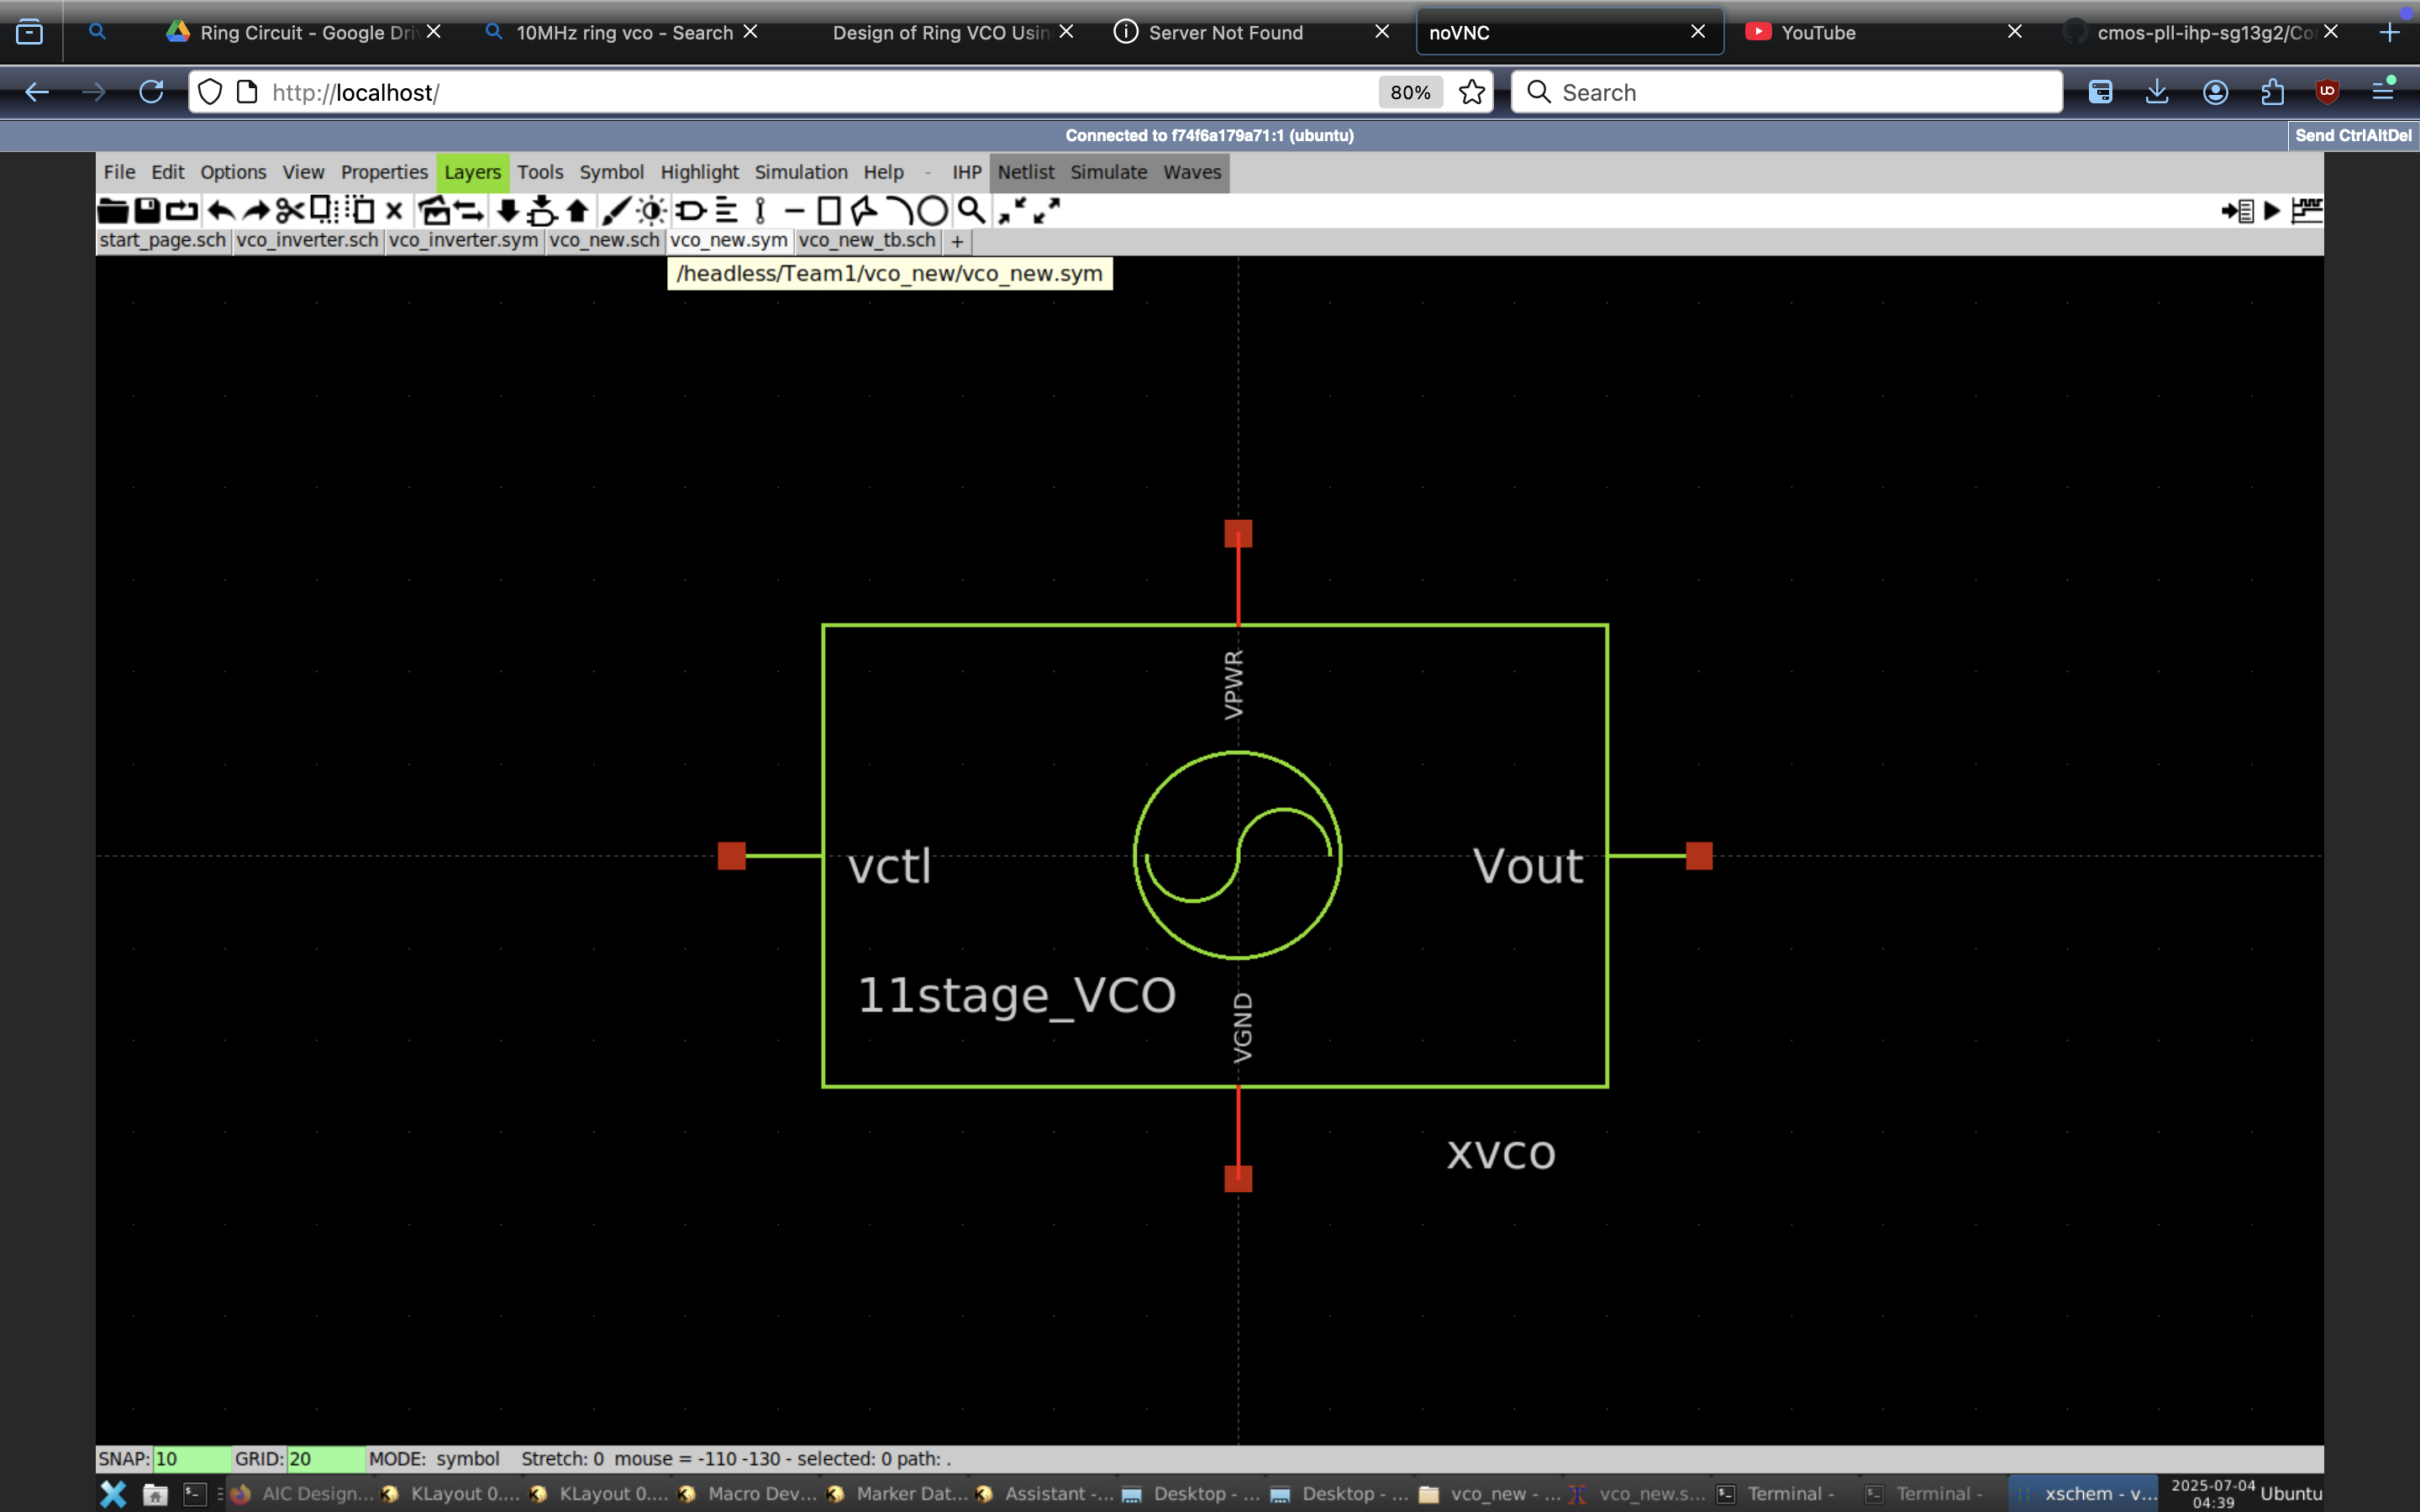 Ring Circuit - Google Dri
10MHz ring vco - Search
Design of Ring VCO Usin
Server Not Found
noVNC
YouTube
cmos-pll-ihp-sg13g2/Co
http://localhost/
80%
Search
Connected to f74f6a179a71:1 (ubuntu)
Send CtrlAltDel
File Edit Options View Properties Layers Tools Symbol Highlight Simulation Help - IHP Netlist Simulate Waves
start_page.sch vco_inverter.sch vco_inverter.sym vco_new.sch vco_new.sym vco_new_tb.sch +
/headless/Team1/vco_new/vco_new.sym
VPWR
vctl
Vout
11stage_VCO
VGND
xvco
SNAP: 10 GRID: 20 MODE: symbol Stretch: 0 mouse = -110 -130 - selected: 0 path: .
AIC Design... KLayout 0.... KLayout 0.... Macro Dev... Marker Dat... Assistant -... Desktop - ... Desktop - ... vco_new - ... vco_new.s... Terminal - Terminal - xschem - v... 2025-07-04 Ubuntu
04:39